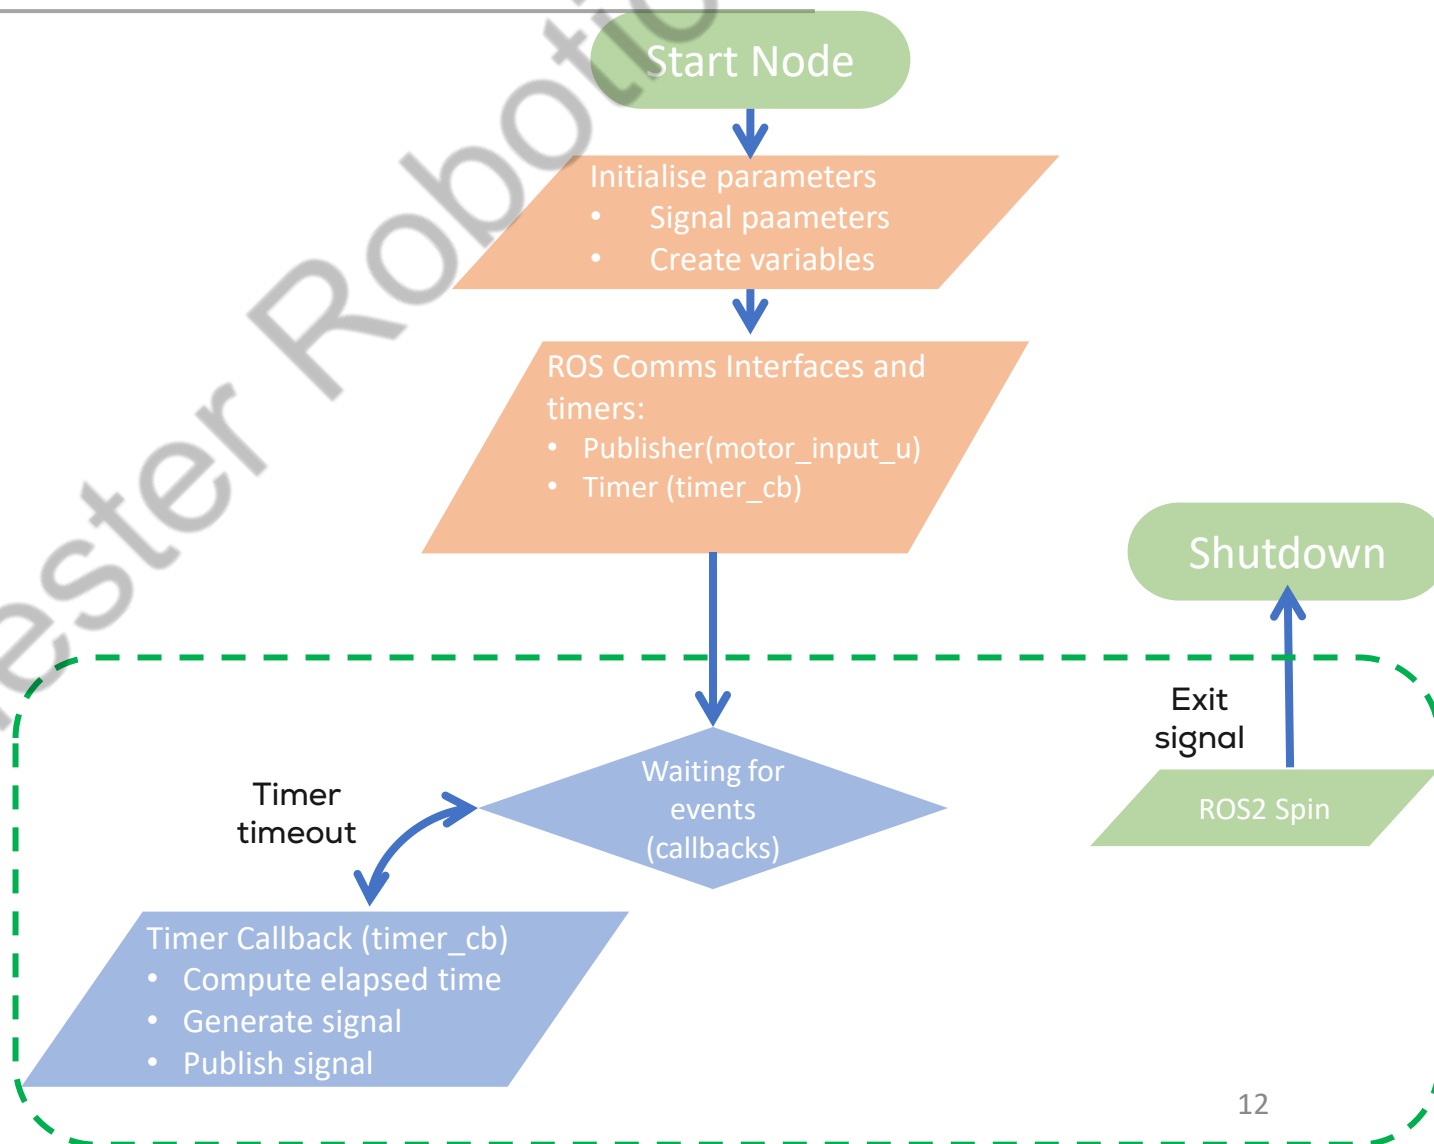 Start Node
Initialise parameters
• Signal paameters
• Create variables
ROS Comms Interfaces and
timers:
• Publisher(motor_input_u)
• Timer (timer_cb)
Shutdown
Exit
signal
Waiting for
events
(callbacks)
ROS2 Spin
Timer
timeout
Timer Callback (timer_cb)
• Compute elapsed time
• Generate signal
• Publish signal
12